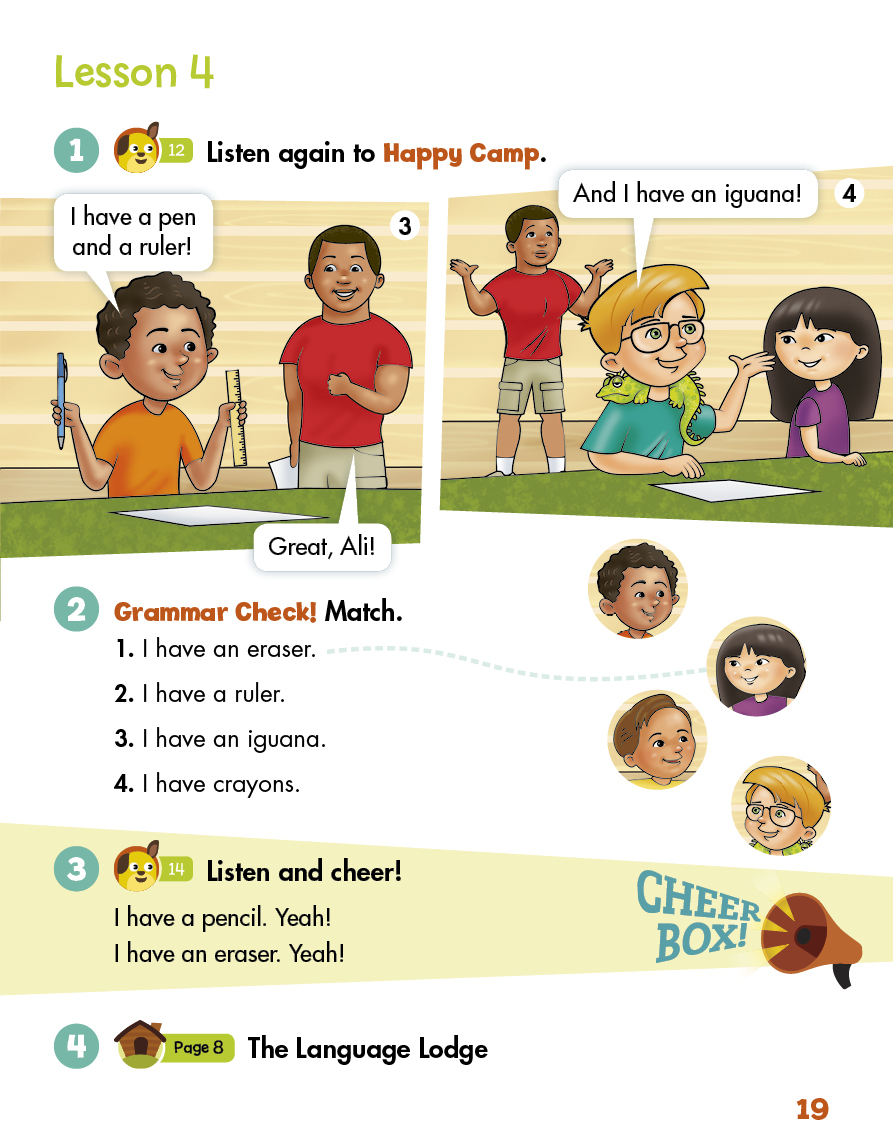 Lesson 4
1
12
Listen again to Happy Camp.
I have a pen
and a ruler!
3
Great, Ali!
And I have an iguana!
4
2
Grammar Check! Match.
1. I have an eraser.
2. I have a ruler.
3. I have an iguana.
4. I have crayons.
3
14
Listen and cheer!
I have a pencil. Yeah!
I have an eraser. Yeah!
CHEER
BOX!
4
Page 8
The Language Lodge
19